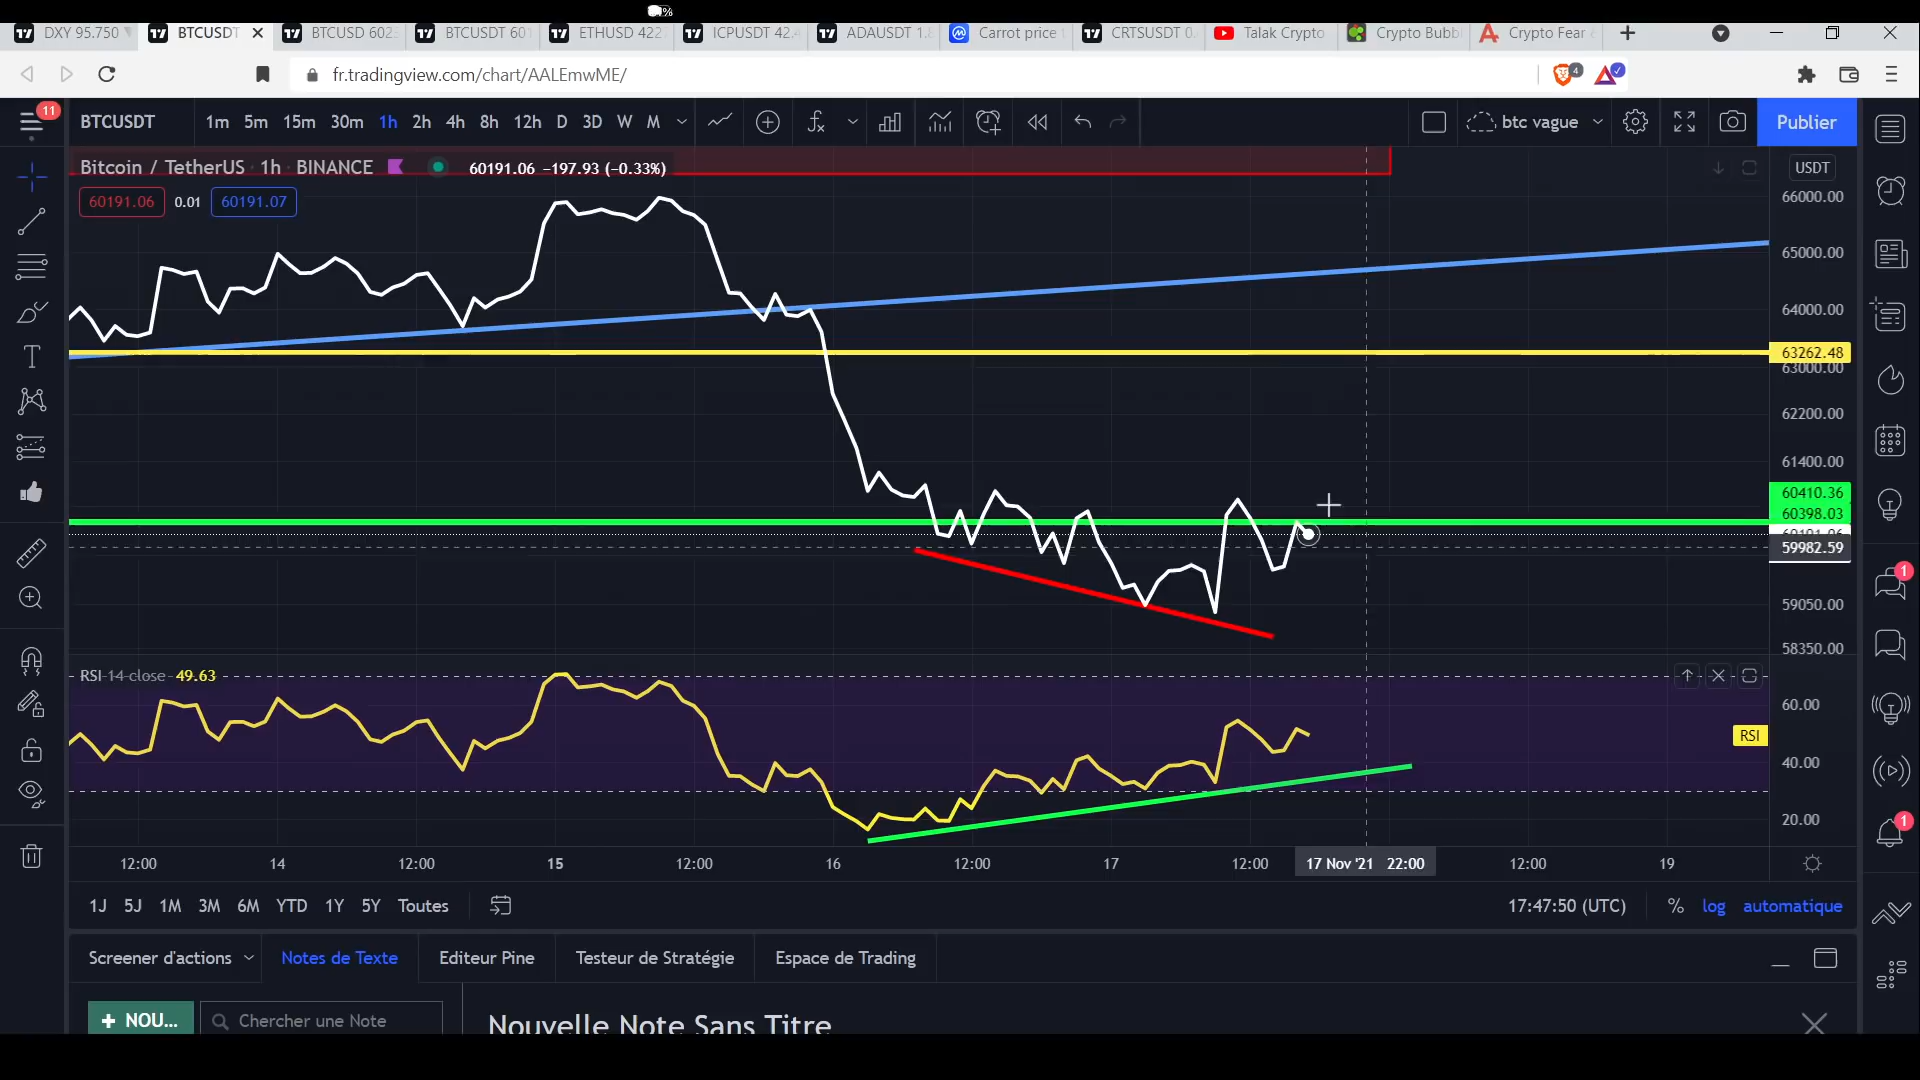 DXY 95.750
BTCUSDT
BTCUSD 602
BTCUSDT 601
ETHUSD 422
ICPUSDT 42.4
ADAUSDT 1.8
Carrot price
CRTSUSDT 0.
Talak Crypto
Crypto Bubb
Crypto Fear
fr.tradingview.com/chart/AALEmwME/
4
11
BTCUSDT
1m 5m 15m 30m 1h 2h 4h 8h 12h D 3D W M
btc vague
Publier
Bitcoin / TetherUS · 1h · BINANCE
60191.06 −197.93 (−0.33%)
60191.06 0.01 60191.07
USDT
66000.00
65000.00
64000.00
63262.48
63000.00
62200.00
61400.00
60410.36
60398.03
59982.59
59050.00
58350.00
RSI 14 close 49.63
60.00
RSI
40.00
20.00
12:00 14 12:00 15 12:00 16 12:00 17 12:00 17 Nov '21 22:00 12:00 19
1J 5J 1M 3M 6M YTD 1Y 5Y Toutes
17:47:50 (UTC) % log automatique
Screener d'actions Notes de Texte Editeur Pine Testeur de Stratégie Espace de Trading
+ NOU... Chercher une Note
Nouvelle Note Sans Titre
1
1